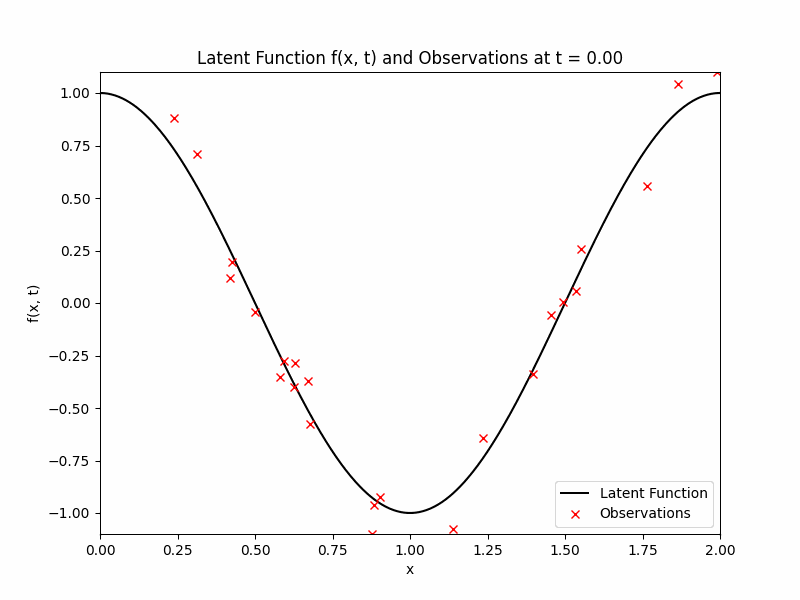 Latent Function f(x, t) and Observations at t = 0.00
f(x, t)
1.00
0.75
0.50
0.25
0.00
−0.25
−0.50
−0.75
−1.00
Latent Function
Observations
0.00 0.25 0.50 0.75 1.00 1.25 1.50 1.75 2.00
x